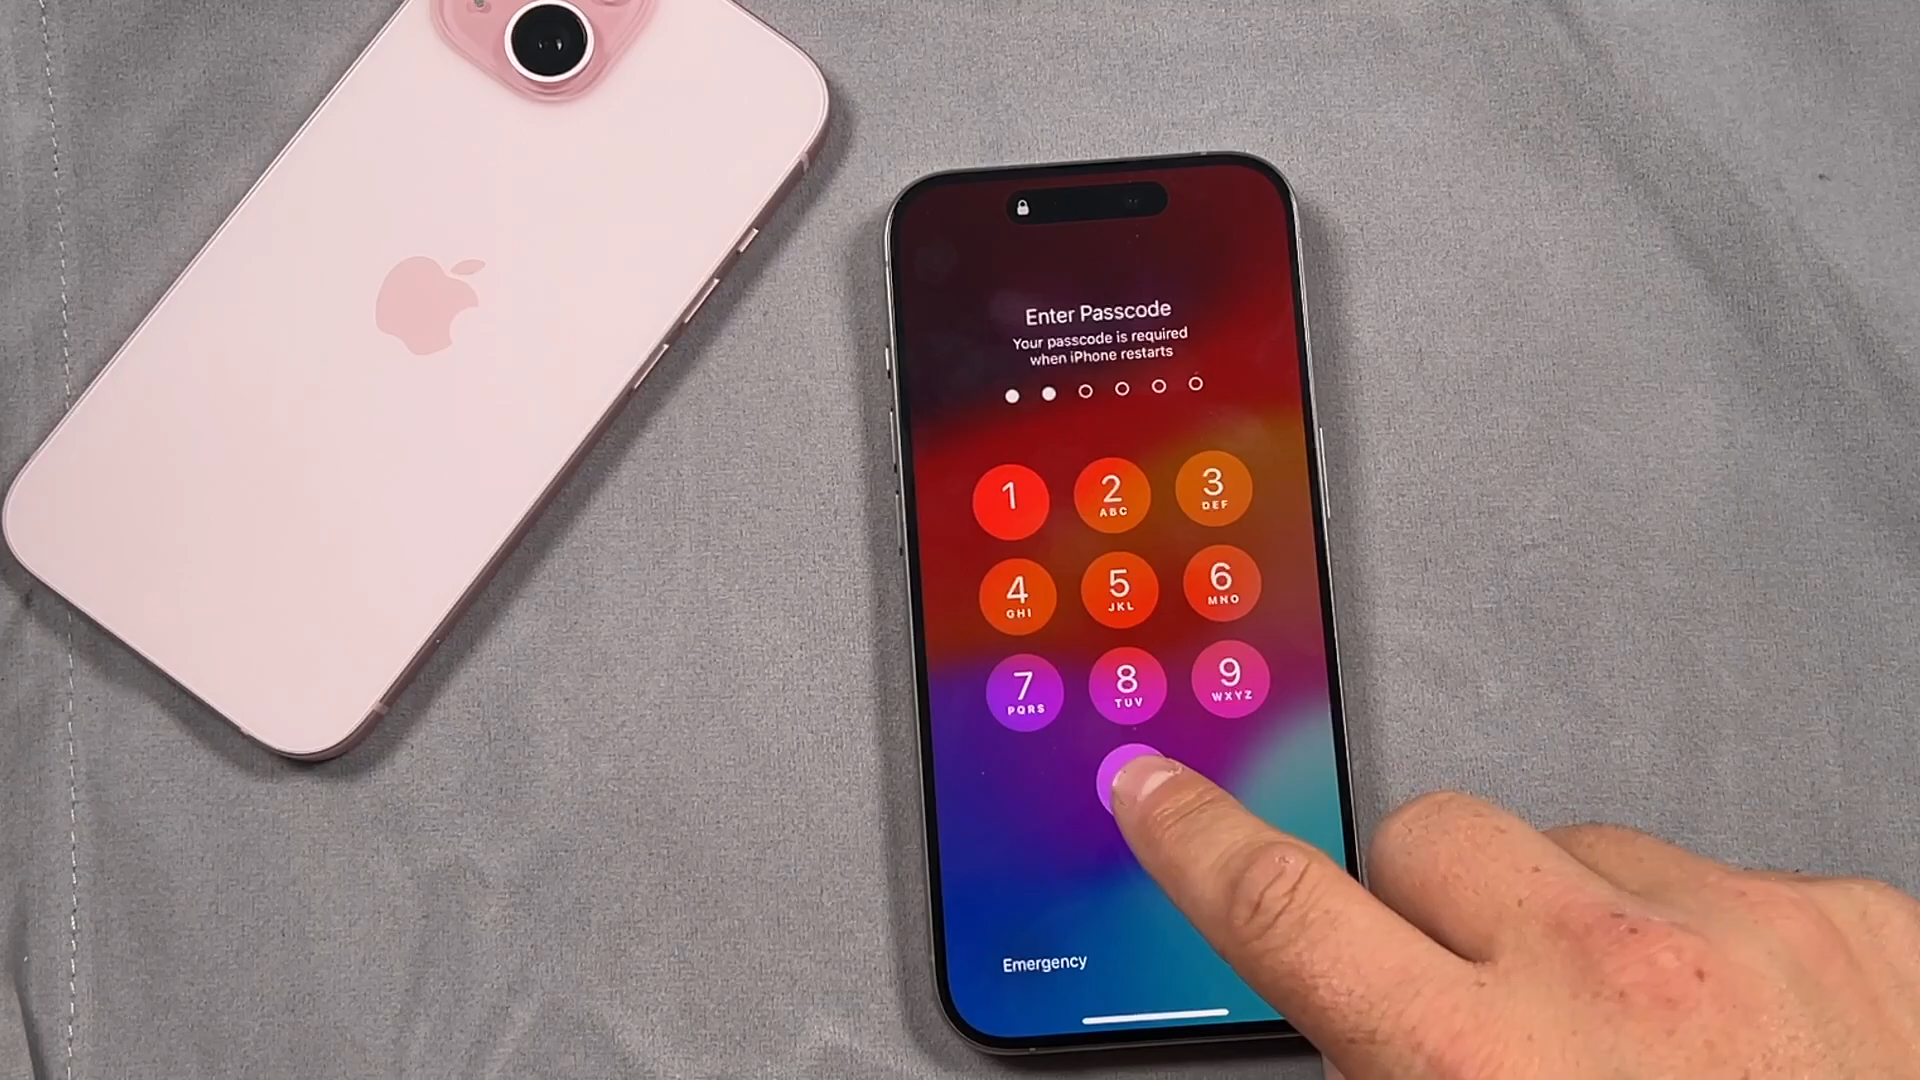 Enter Passcode
Your passcode is required
when iPhone restarts
1
2
ABC
3
DEF
4
GHI
5
JKL
6
MNO
7
PQRS
8
TUV
9
WXYZ
Emergency